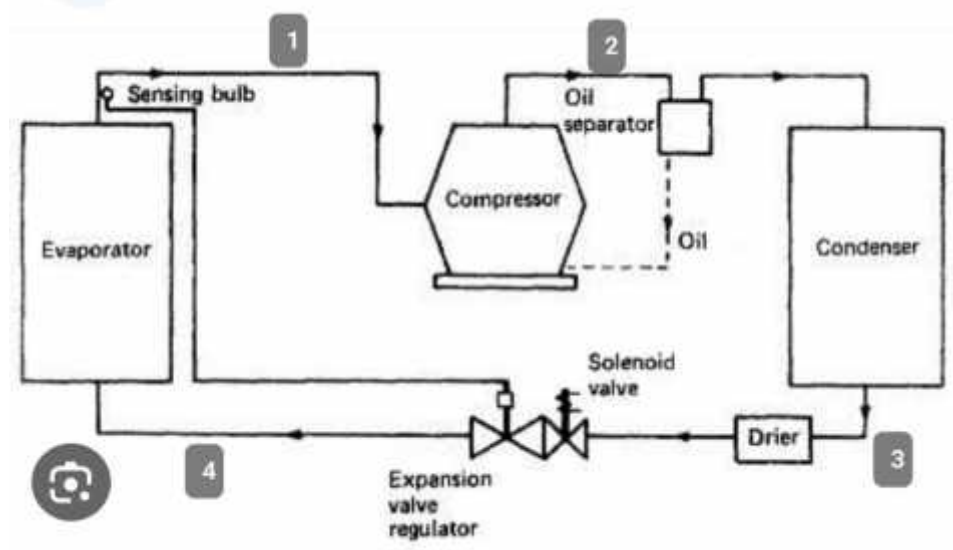 1
2
Sensing bulb
Oil
separator
Compressor
Evaporator
Oil
Condenser
Solenoid
valve
Drier
4
3
Expansion
valve
regulator